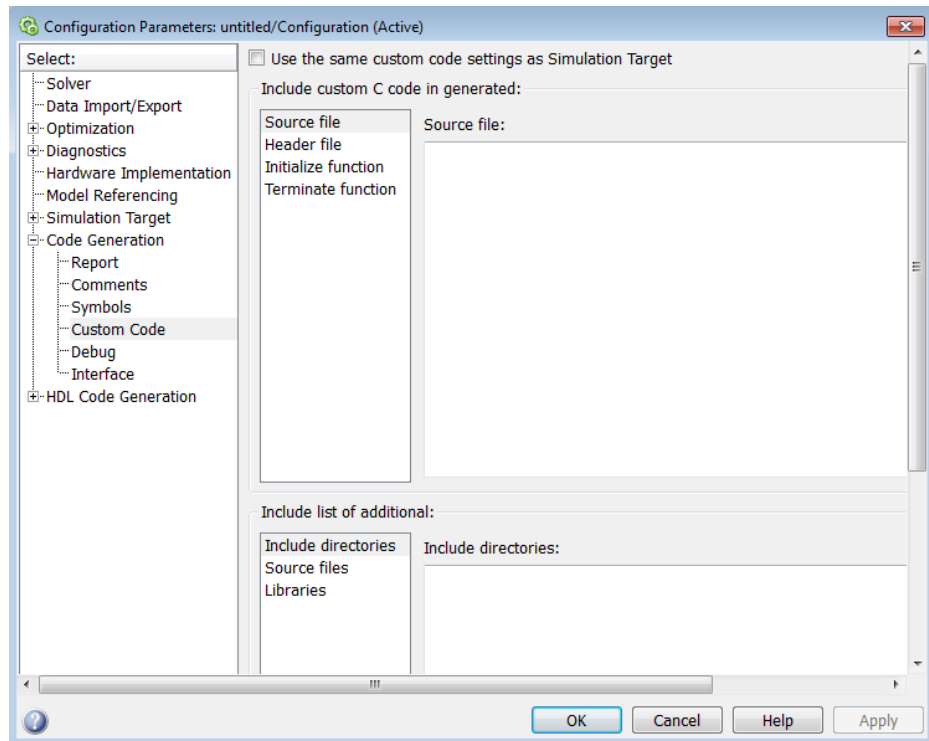 Configuration Parameters: untitled/Configuration (Active)
Select:
Solver
Data Import/Export
Optimization
Diagnostics
Hardware Implementation
Model Referencing
Simulation Target
Code Generation
Report
Comments
Symbols
Custom Code
Debug
Interface
HDL Code Generation
Use the same custom code settings as Simulation Target
Include custom C code in generated:
Source file
Header file
Initialize function
Terminate function
Source file:
Include list of additional:
Include directories
Source files
Libraries
Include directories:
OK Cancel Help Apply